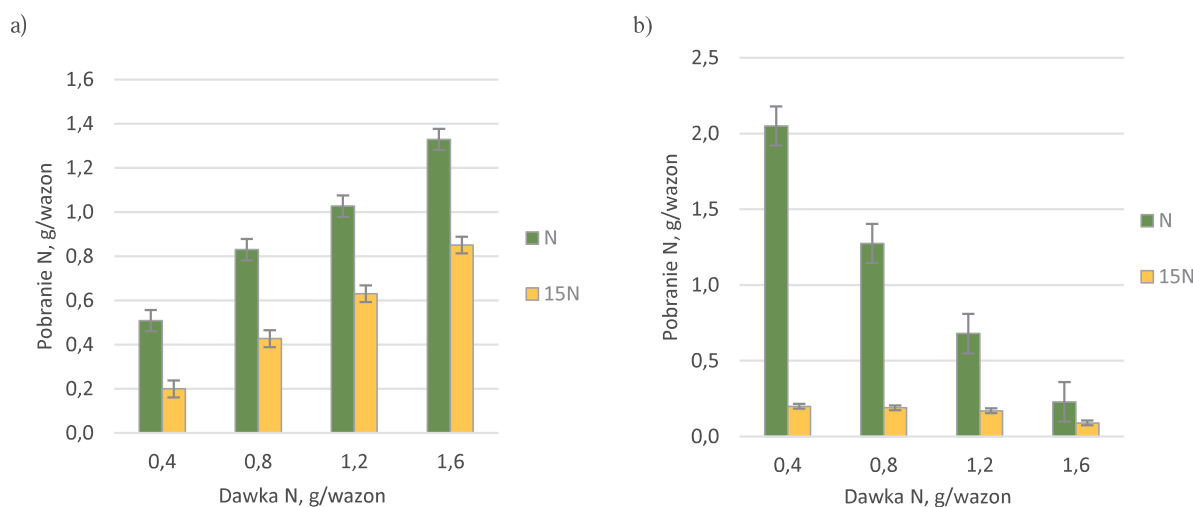 a)
1,6
1,4
1,2
1,0
0,8
0,6
0,4
0,2
0,0
Pobranie N, g/wazon
0,4 0,8 1,2 1,6
Dawka N, g/wazon
N
15N
b)
2,5
2,0
1,5
1,0
0,5
0,0
Pobranie N, g/wazon
0,4 0,8 1,2 1,6
Dawka N, g/wazon
N
15N